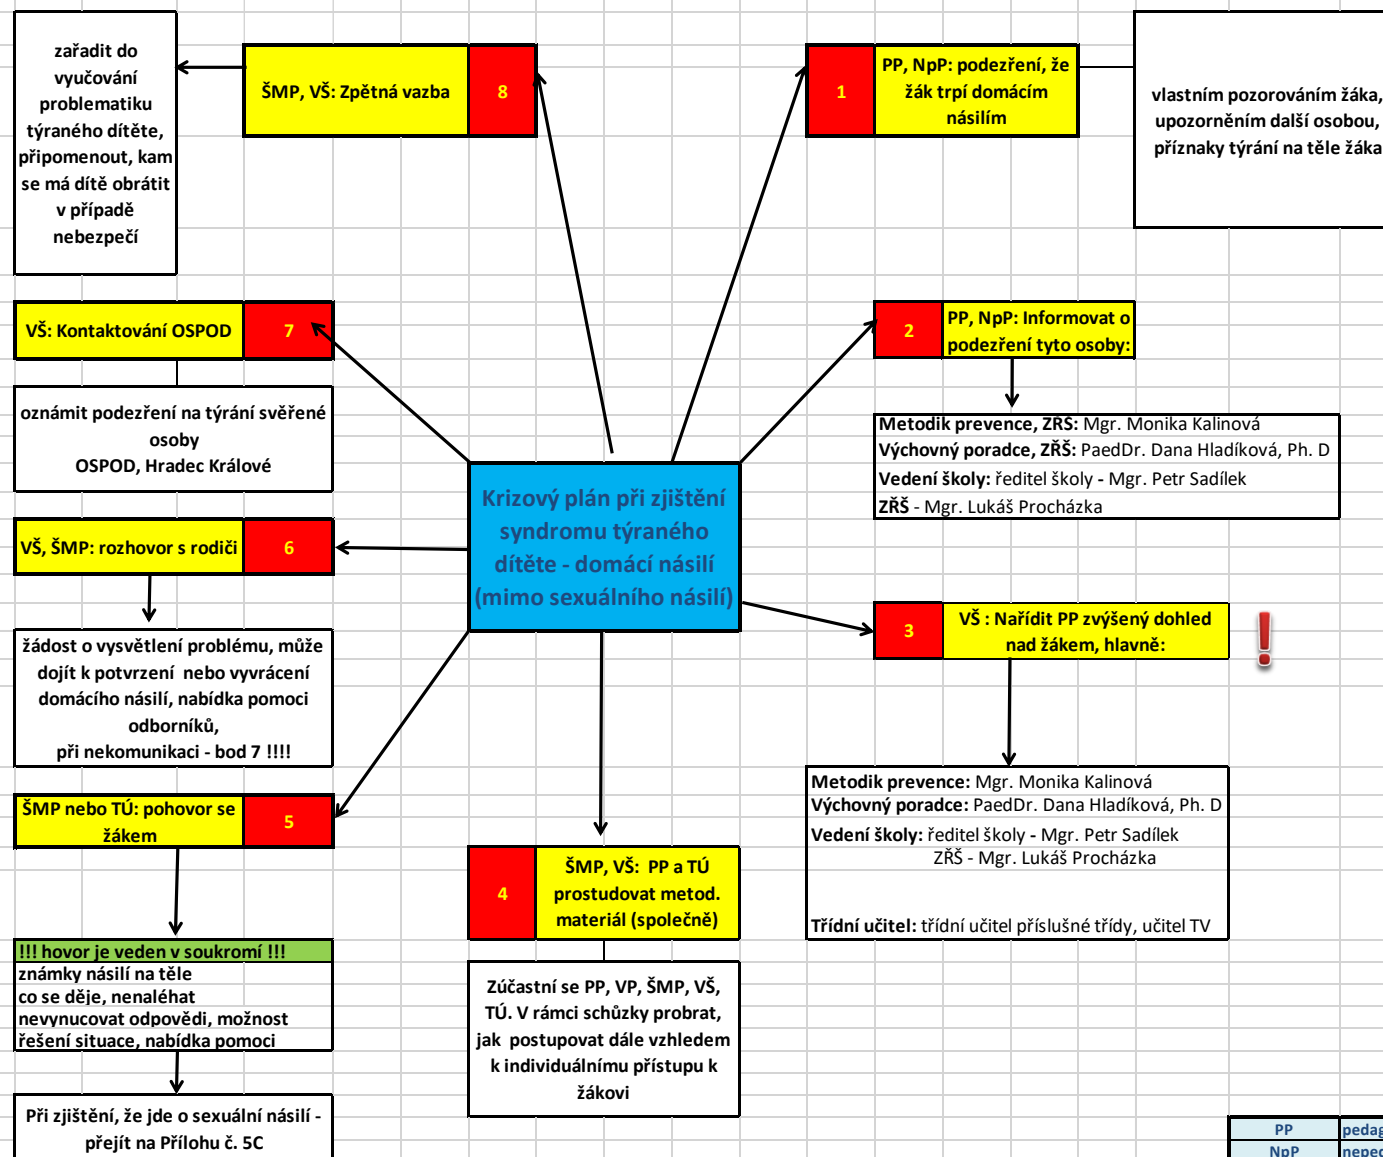 zařadit do
vyučování
problematiku
týraného dítěte,
připomenout, kam
se má dítě obrátit
v případě
nebezpečí
ŠMP, VŠ: Zpětná vazba
8
1
PP, NpP: podezření, že
žák trpí domácím
násilím
vlastním pozorováním žáka,
upozorněním další osobou,
příznaky týrání na těle žáka
VŠ: Kontaktování OSPOD
7
oznámit podezření na týrání svěřené
osoby
OSPOD, Hradec Králové
2
PP, NpP: Informovat o
podezření tyto osoby:
Metodik prevence, ZŘŠ: Mgr. Monika Kalinová
Výchovný poradce, ZŘŠ: PaedDr. Dana Hladíková, Ph. D
Vedení školy: ředitel školy - Mgr. Petr Sadílek
ZŘŠ - Mgr. Lukáš Procházka
Krizový plán při zjištění
syndromu týraného
dítěte - domácí násilí
(mimo sexuálního násilí)
VŠ, ŠMP: rozhovor s rodiči
6
žádost o vysvětlení problému, může
dojít k potvrzení nebo vyvrácení
domácího násilí, nabídka pomoci
odborníků,
při nekomunikaci - bod 7 !!!!
3
VŠ : Nařídit PP zvýšený dohled
nad žákem, hlavně:
Metodik prevence: Mgr. Monika Kalinová
Výchovný poradce: PaedDr. Dana Hladíková, Ph. D
Vedení školy: ředitel školy - Mgr. Petr Sadílek
ZŘŠ - Mgr. Lukáš Procházka
Třídní učitel: třídní učitel příslušné třídy, učitel TV
ŠMP nebo TÚ: pohovor se
žákem
5
!!! hovor je veden v soukromí !!!
známky násilí na těle
co se děje, nenaléhat
nevynucovat odpovědi, možnost
řešení situace, nabídka pomoci
Při zjištění, že jde o sexuální násilí -
přejít na Přílohu č. 5C
4
ŠMP, VŠ: PP a TÚ
prostudovat metod.
materiál (společně)
Zúčastní se PP, VP, ŠMP, VŠ,
TÚ. V rámci schůzky probrat,
jak postupovat dále vzhledem
k individuálnímu přístupu k
žákovi
PP
NpP